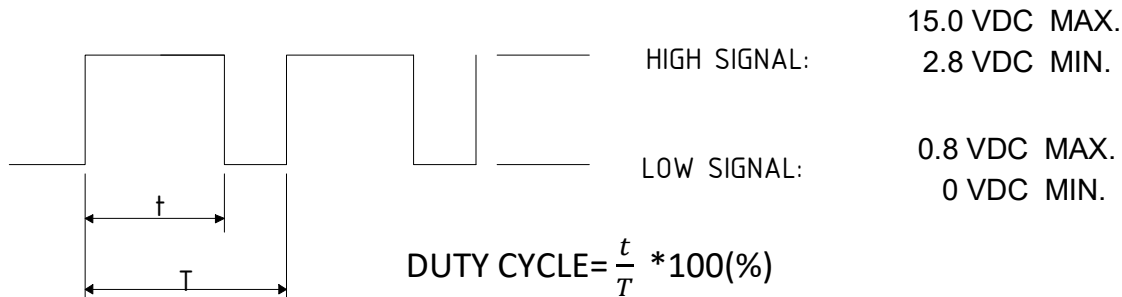 15.0 VDC MAX.
HIGH SIGNAL: 2.8 VDC MIN.
0.8 VDC MAX.
LOW SIGNAL: 0 VDC MIN.
t
T
DUTY CYCLE= t/T *100(%)